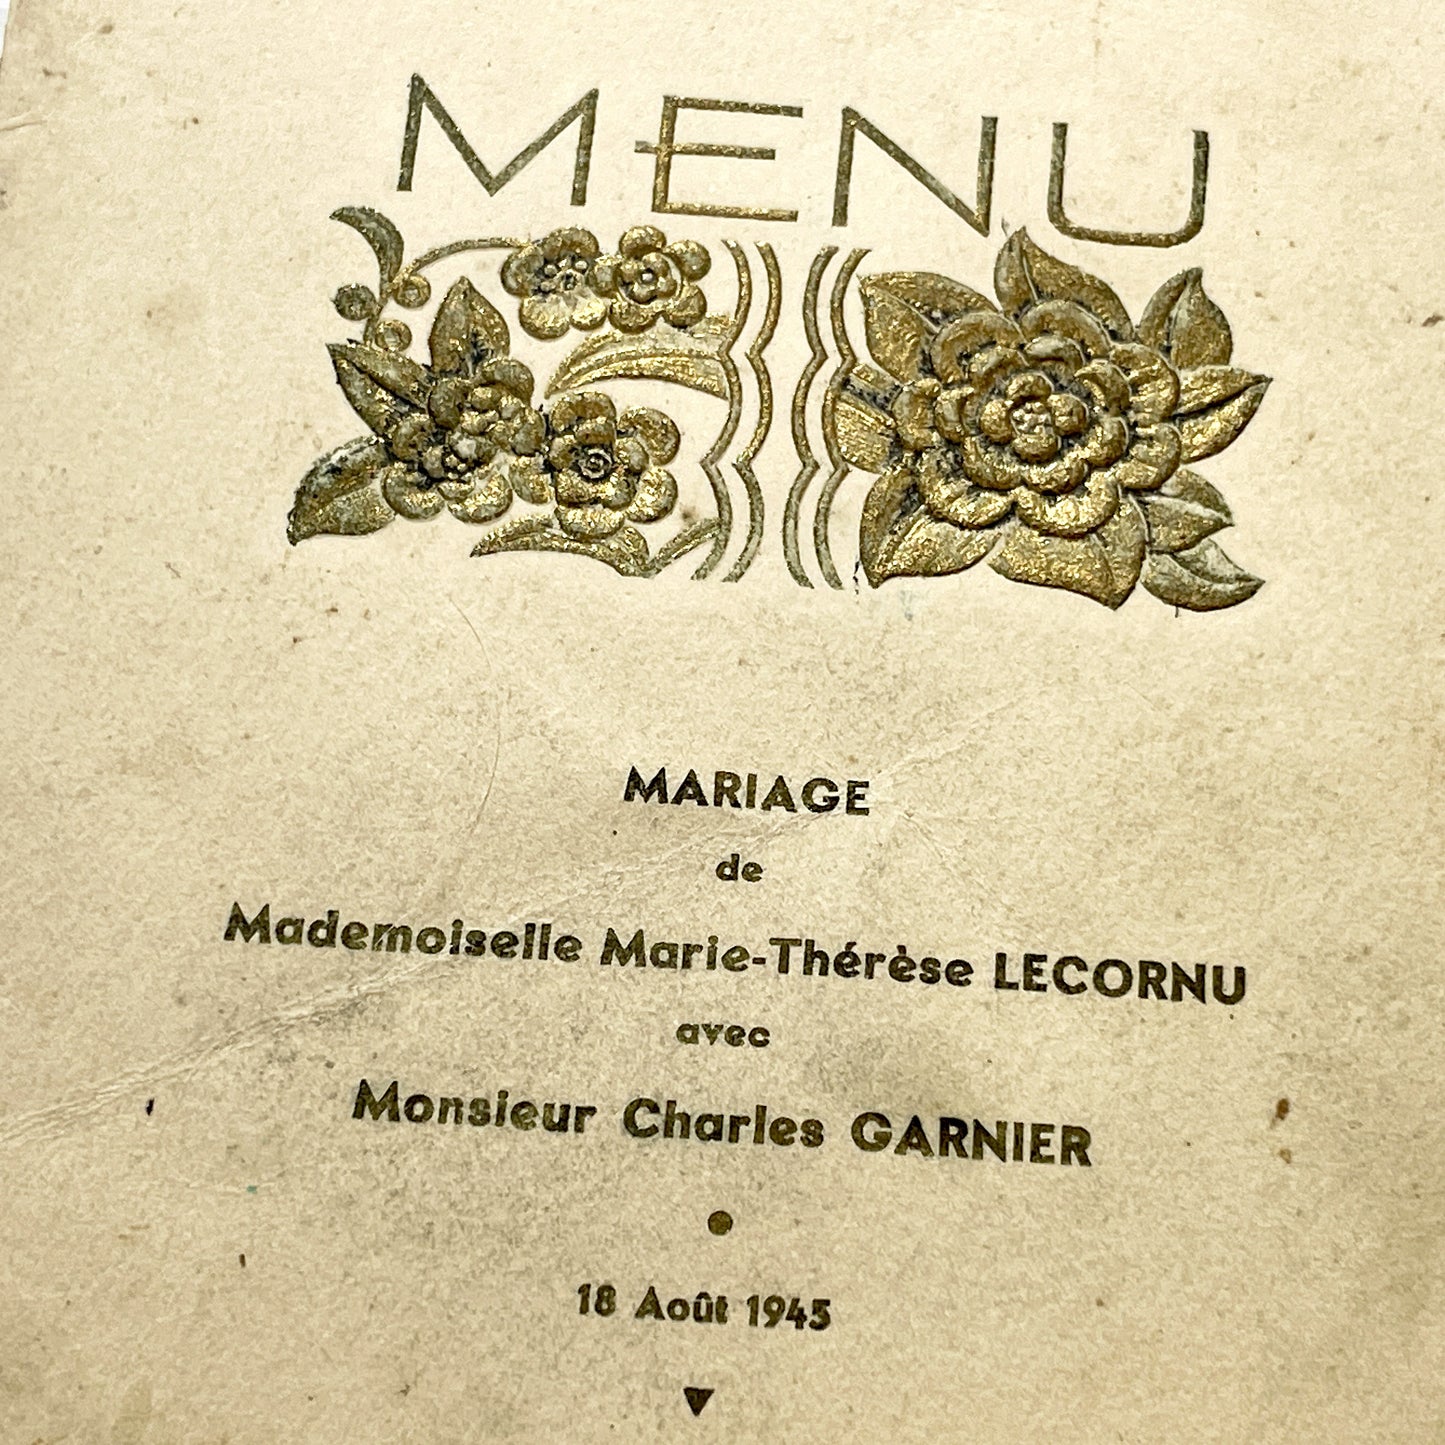 MENU
MARIAGE
de
Mademoiselle Marie-Thérèse LECORNU
avec
Monsieur Charles GARNIER
18 Août 1945